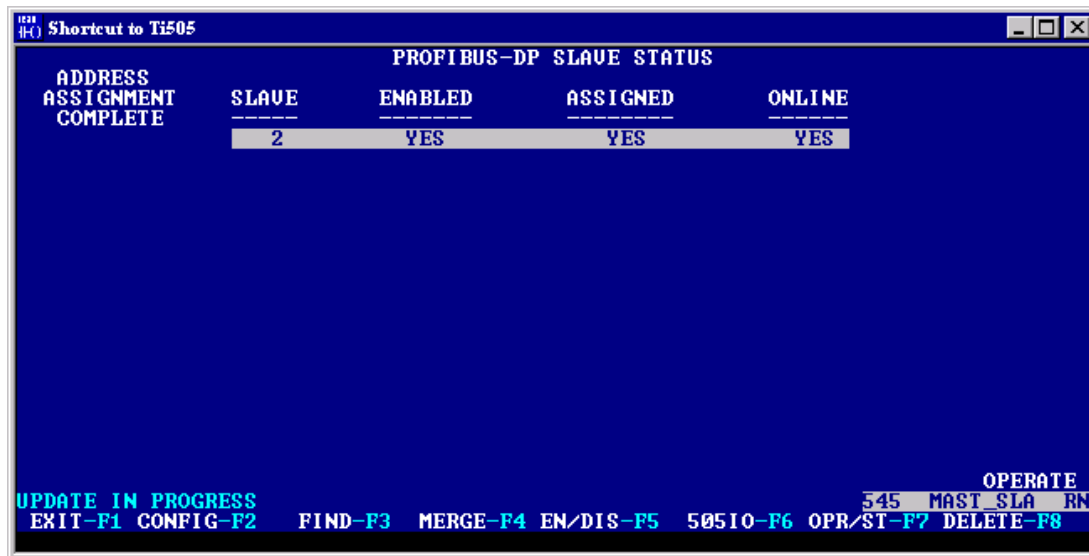 Shortcut to Ti505
PROFIBUS-DP SLAVE STATUS
ADDRESS
ASSIGNMENT SLAVE ENABLED ASSIGNED ONLINE
COMPLETE
2 YES YES YES
OPERATE
UPDATE IN PROGRESS 545 MAST_SLA RN
EXIT-F1 CONFIG-F2 FIND-F3 MERGE-F4 EN/DIS-F5 505IO-F6 OPR/ST-F7 DELETE-F8